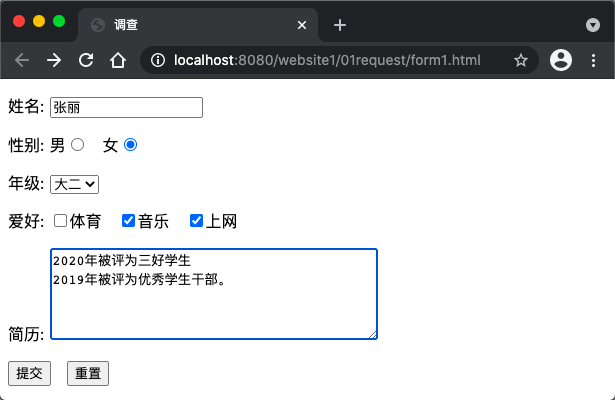 调查
localhost:8080/website1/01request/form1.html
姓名: 张丽
性别: 男 女
年级: 大二
爱好: 体育 音乐 上网
2020年被评为三好学生
2019年被评为优秀学生干部。
简历:
提交 重置